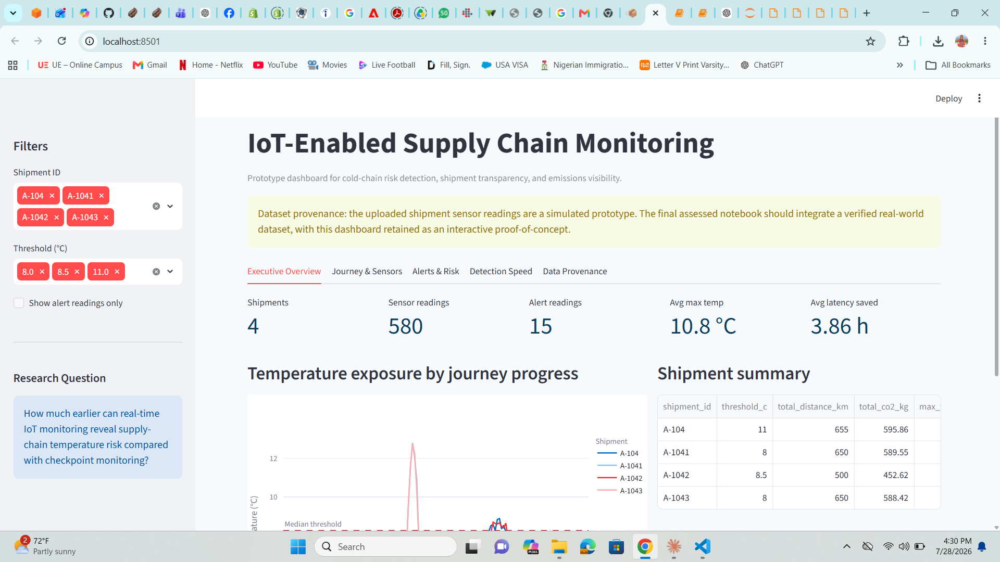 localhost:8501
UE – Online Campus
Gmail
Home - Netflix
YouTube
Movies
Live Football
Fill, Sign.
USA VISA
Nigerian Immigratio...
Letter V Print Varsity...
ChatGPT
All Bookmarks
Deploy
Filters
Shipment ID
A-104 × A-1041 ×
A-1042 × A-1043 ×
Threshold (°C)
8.0 × 8.5 × 11.0 ×
Show alert readings only
Research Question
How much earlier can real-time
IoT monitoring reveal supply-
chain temperature risk compared
with checkpoint monitoring?
IoT-Enabled Supply Chain Monitoring
Prototype dashboard for cold-chain risk detection, shipment transparency, and emissions visibility.
Dataset provenance: the uploaded shipment sensor readings are a simulated prototype. The final assessed notebook should integrate a verified real-world
dataset, with this dashboard retained as an interactive proof-of-concept.
Executive Overview Journey & Sensors Alerts & Risk Detection Speed Data Provenance
Shipments Sensor readings Alert readings Avg max temp Avg latency saved
4 580 15 10.8 °C 3.86 h
Temperature exposure by journey progress
12
10
ature (°C)
Median threshold
Shipment
A-104
A-1041
A-1042
A-1043
Shipment summary
shipment_id threshold_c total_distance_km total_co2_kg max_
A-104 11 655 595.86
A-1041 8 650 589.55
A-1042 8.5 500 452.62
A-1043 8 650 588.42
2
72°F
Partly sunny
Search
M365
4:30 PM
7/28/2026